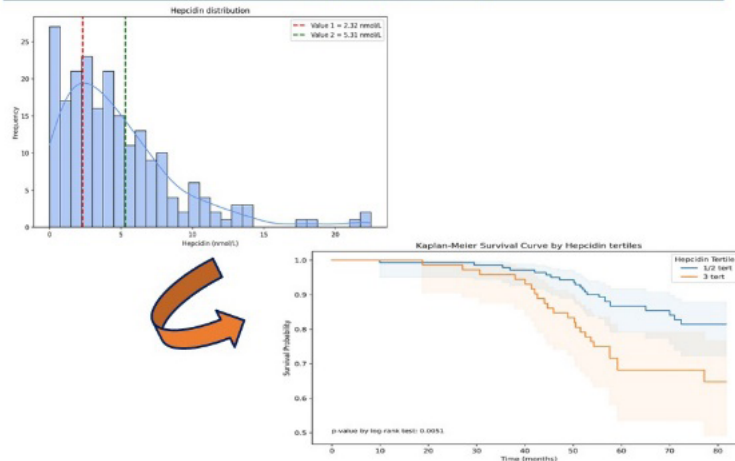 Hepcidin distribution
Value 1 = 2.32 nmol/L
Value 2 = 5.31 nmol/L
Frequency
25
20
15
10
5
0
0 5 10 15 20
Hepcidin (nmol/L)
Kaplan-Meier Survival Curve by Hepcidin tertiles
Hepcidin Tertiles
1/2 tert
3 tert
Survival Probability
1.0
0.9
0.8
0.7
0.6
0.5
p-value by log-rank test: 0.0051
0 10 20 30 40 50 60 70 80
Time (months)